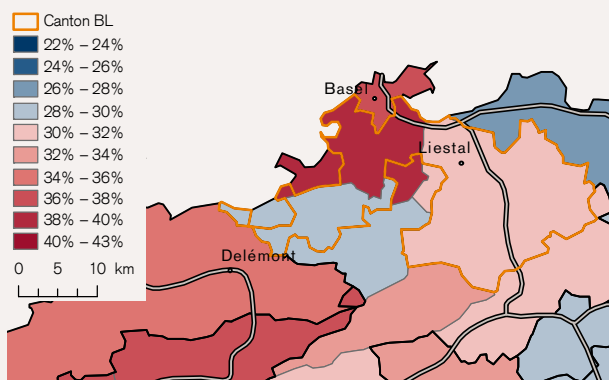 Canton BL
22% – 24%
24% – 26%
26% – 28%
28% – 30%
30% – 32%
32% – 34%
34% – 36%
36% – 38%
38% – 40%
40% – 43%
0 5 10 km
Basel
Liestal
Delémont